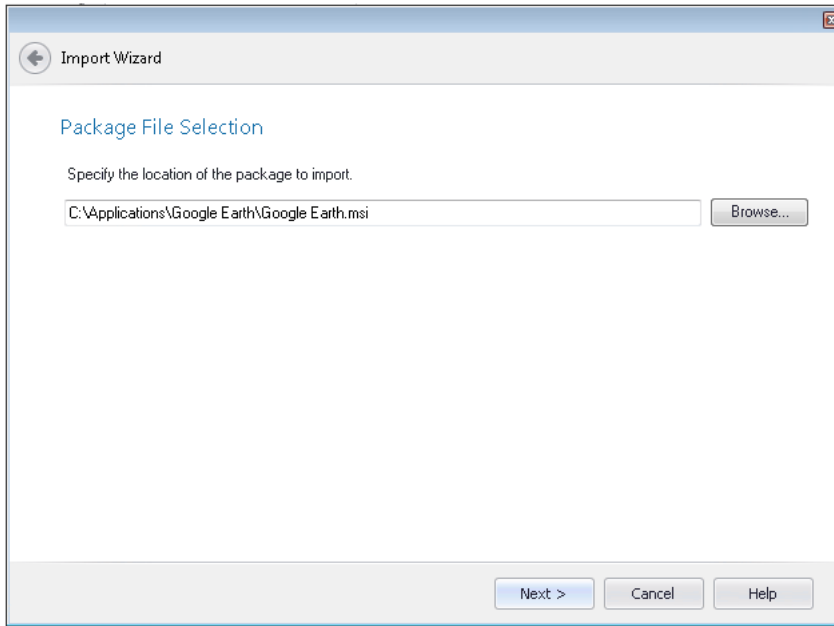 Import Wizard
Package File Selection
Specify the location of the package to import.
C:\Applications\Google Earth\Google Earth.msi
Browse...
Next >
Cancel
Help